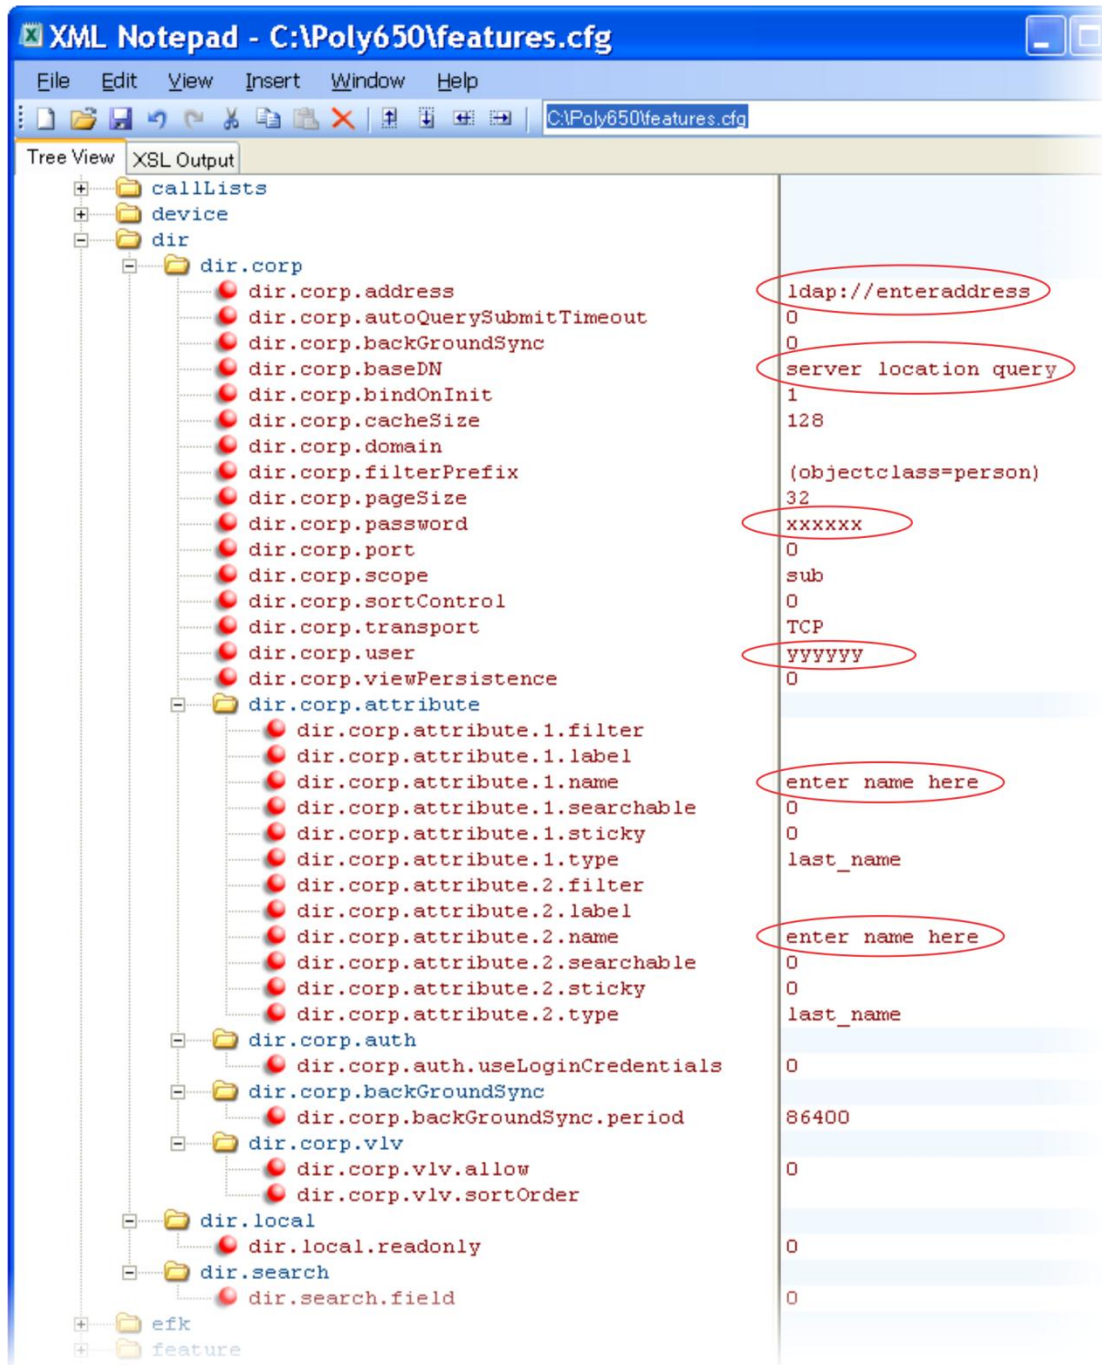 XML Notepad - C:\Poly650\features.cfg
File Edit View Insert Window Help
C:\Poly650\features.cfg
Tree View XSL Output
callLists
device
dir
dir.corp
dir.corp.address ldap://enteraddress
dir.corp.autoQuerySubmitTimeout 0
dir.corp.backGroundSync 0
dir.corp.baseDN server location query
dir.corp.bindOnInit 1
dir.corp.cacheSize 128
dir.corp.domain
dir.corp.filterPrefix (objectclass=person)
dir.corp.pageSize 32
dir.corp.password xxxxxx
dir.corp.port 0
dir.corp.scope sub
dir.corp.sortControl 0
dir.corp.transport TCP
dir.corp.user yyyyyy
dir.corp.viewPersistence 0
dir.corp.attribute
dir.corp.attribute.1.filter
dir.corp.attribute.1.label
dir.corp.attribute.1.name enter name here
dir.corp.attribute.1.searchable 0
dir.corp.attribute.1.sticky 0
dir.corp.attribute.1.type last_name
dir.corp.attribute.2.filter
dir.corp.attribute.2.label
dir.corp.attribute.2.name enter name here
dir.corp.attribute.2.searchable 0
dir.corp.attribute.2.sticky 0
dir.corp.attribute.2.type last_name
dir.corp.auth
dir.corp.auth.useLoginCredentials 0
dir.corp.backGroundSync
dir.corp.backGroundSync.period 86400
dir.corp.vlv
dir.corp.vlv.allow 0
dir.corp.vlv.sortOrder
dir.local
dir.local.readonly 0
dir.search
dir.search.field 0
efk
feature